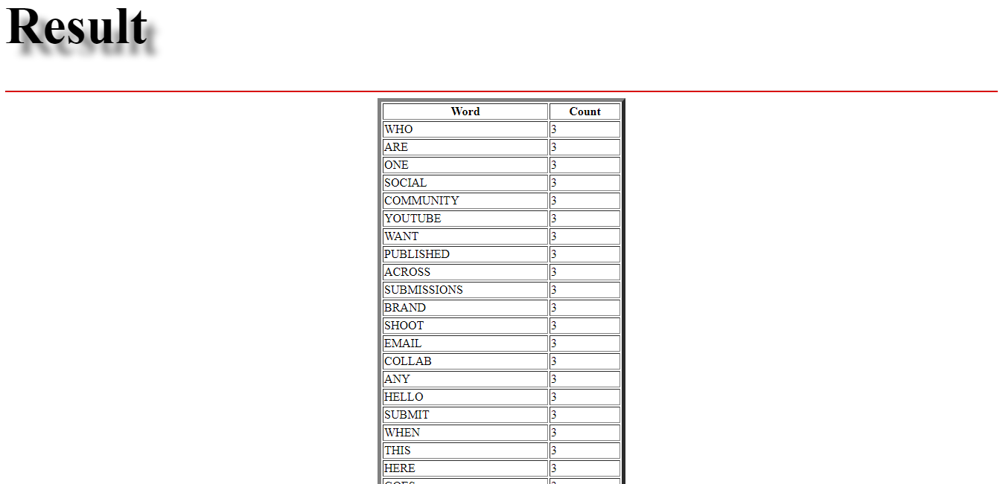 Result
Word Count
WHO 3
ARE 3
ONE 3
SOCIAL 3
COMMUNITY 3
YOUTUBE 3
WANT 3
PUBLISHED 3
ACROSS 3
SUBMISSIONS 3
BRAND 3
SHOOT 3
EMAIL 3
COLLAB 3
ANY 3
HELLO 3
SUBMIT 3
WHEN 3
THIS 3
HERE 3